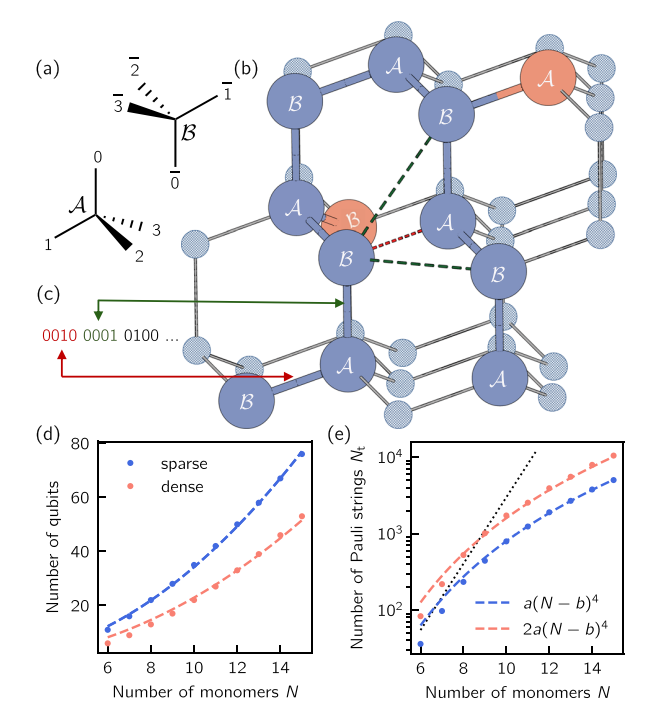 (a)
2̅
3̅
1̅
ℬ
0̅
0
𝒜
1
2
3
(b)
𝒜
𝒜
ℬ
ℬ
𝒜
ℬ
𝒜
ℬ
ℬ
𝒜
𝒜
ℬ
(c)
0010 0001 0100 ...
(d)
80
60
40
20
Number of qubits
sparse
dense
6 8 10 12 14
Number of monomers N
(e)
10⁴
10³
10²
Number of Pauli strings Nₜ
a(N − b)⁴
2a(N − b)⁴
6 8 10 12 14
Number of monomers N